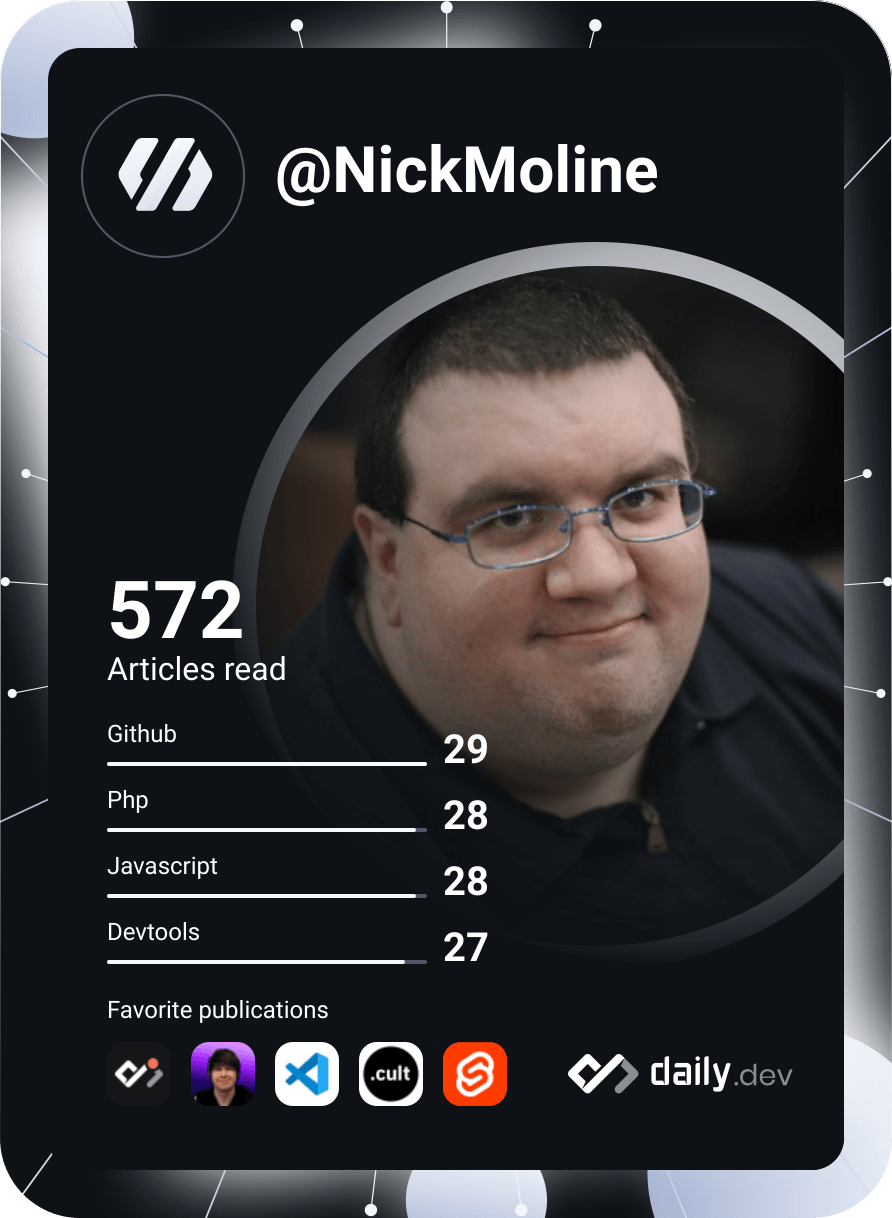 @NickMoline
572
Articles read
Github
29
Php
28
Javascript
28
Devtools
27
Favorite publications
.cult
daily.dev